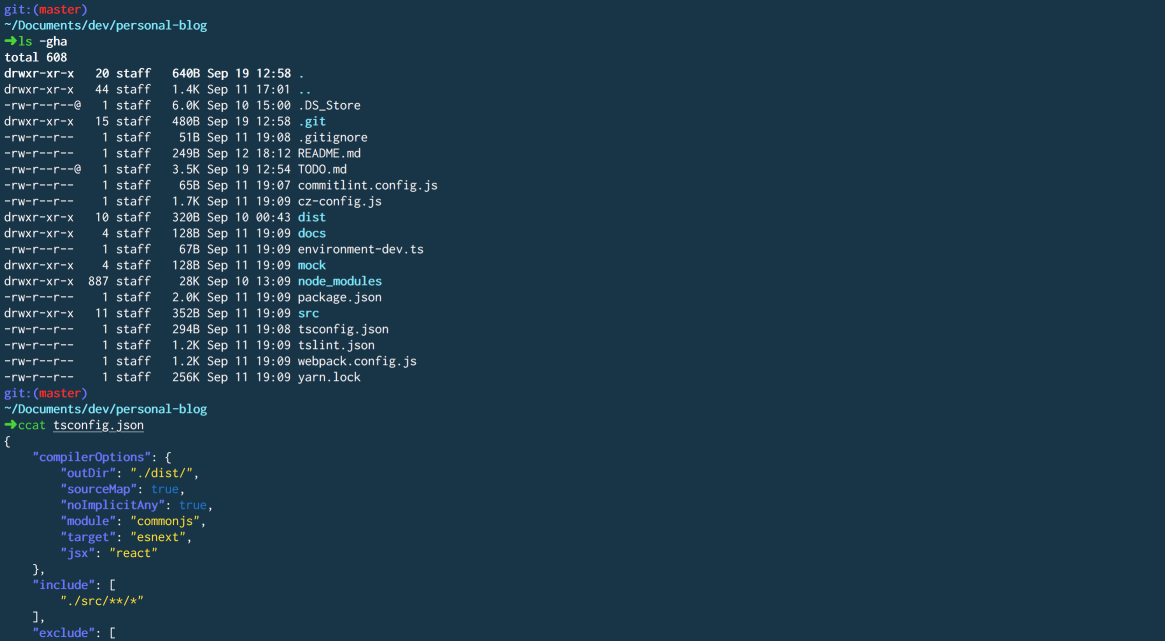 git:(master)
~/Documents/dev/personal-blog
➜ls -gha
total 608
drwxr-xr-x   20 staff   640B Sep 19 12:58 .
drwxr-xr-x   44 staff   1.4K Sep 11 17:01 ..
-rw-r--r--@   1 staff   6.0K Sep 10 15:00 .DS_Store
drwxr-xr-x   15 staff   480B Sep 19 12:58 .git
-rw-r--r--    1 staff    51B Sep 11 19:08 .gitignore
-rw-r--r--    1 staff   249B Sep 12 18:12 README.md
-rw-r--r--@   1 staff   3.5K Sep 19 12:54 TODO.md
-rw-r--r--    1 staff    65B Sep 11 19:07 commitlint.config.js
-rw-r--r--    1 staff   1.7K Sep 11 19:09 cz-config.js
drwxr-xr-x   10 staff   320B Sep 10 00:43 dist
drwxr-xr-x    4 staff   128B Sep 11 19:09 docs
-rw-r--r--    1 staff    67B Sep 11 19:09 environment-dev.ts
drwxr-xr-x    4 staff   128B Sep 11 19:09 mock
drwxr-xr-x  887 staff    28K Sep 10 13:09 node_modules
-rw-r--r--    1 staff   2.0K Sep 11 19:09 package.json
drwxr-xr-x   11 staff   352B Sep 11 19:09 src
-rw-r--r--    1 staff   294B Sep 11 19:08 tsconfig.json
-rw-r--r--    1 staff   1.2K Sep 11 19:09 tslint.json
-rw-r--r--    1 staff   1.2K Sep 11 19:09 webpack.config.js
-rw-r--r--    1 staff   256K Sep 11 19:09 yarn.lock
git:(master)
~/Documents/dev/personal-blog
➜ccat tsconfig.json
{
    "compilerOptions": {
        "outDir": "./dist/",
        "sourceMap": true,
        "noImplicitAny": true,
        "module": "commonjs",
        "target": "esnext",
        "jsx": "react"
    },
    "include": [
        "./src/**/*"
    ],
    "exclude": [